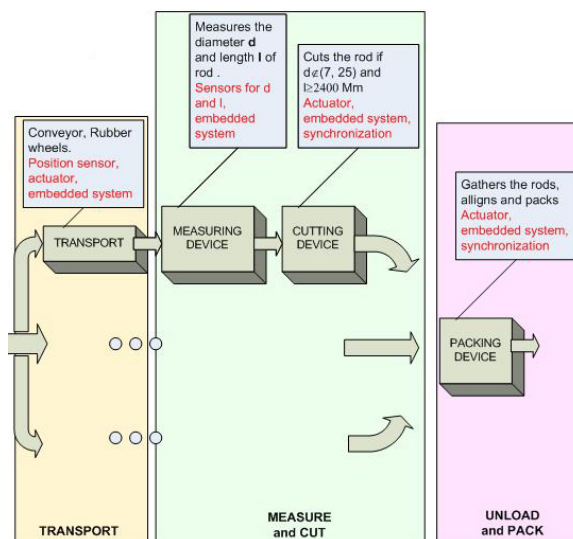 Measures the
diameter d
and length l of
rod .
Sensors for d
and l,
embedded
system
Cuts the rod if
d⊄(7, 25) and
l≥2400 Mm
Actuator,
embedded system,
synchronization
Conveyor, Rubber
wheels.
Position sensor,
actuator,
embedded system
Gathers the rods,
alligns and packs
Actuator,
embedded system,
synchronization
TRANSPORT
MEASURING
DEVICE
CUTTING
DEVICE
PACKING
DEVICE
TRANSPORT
MEASURE
and CUT
UNLOAD
and PACK